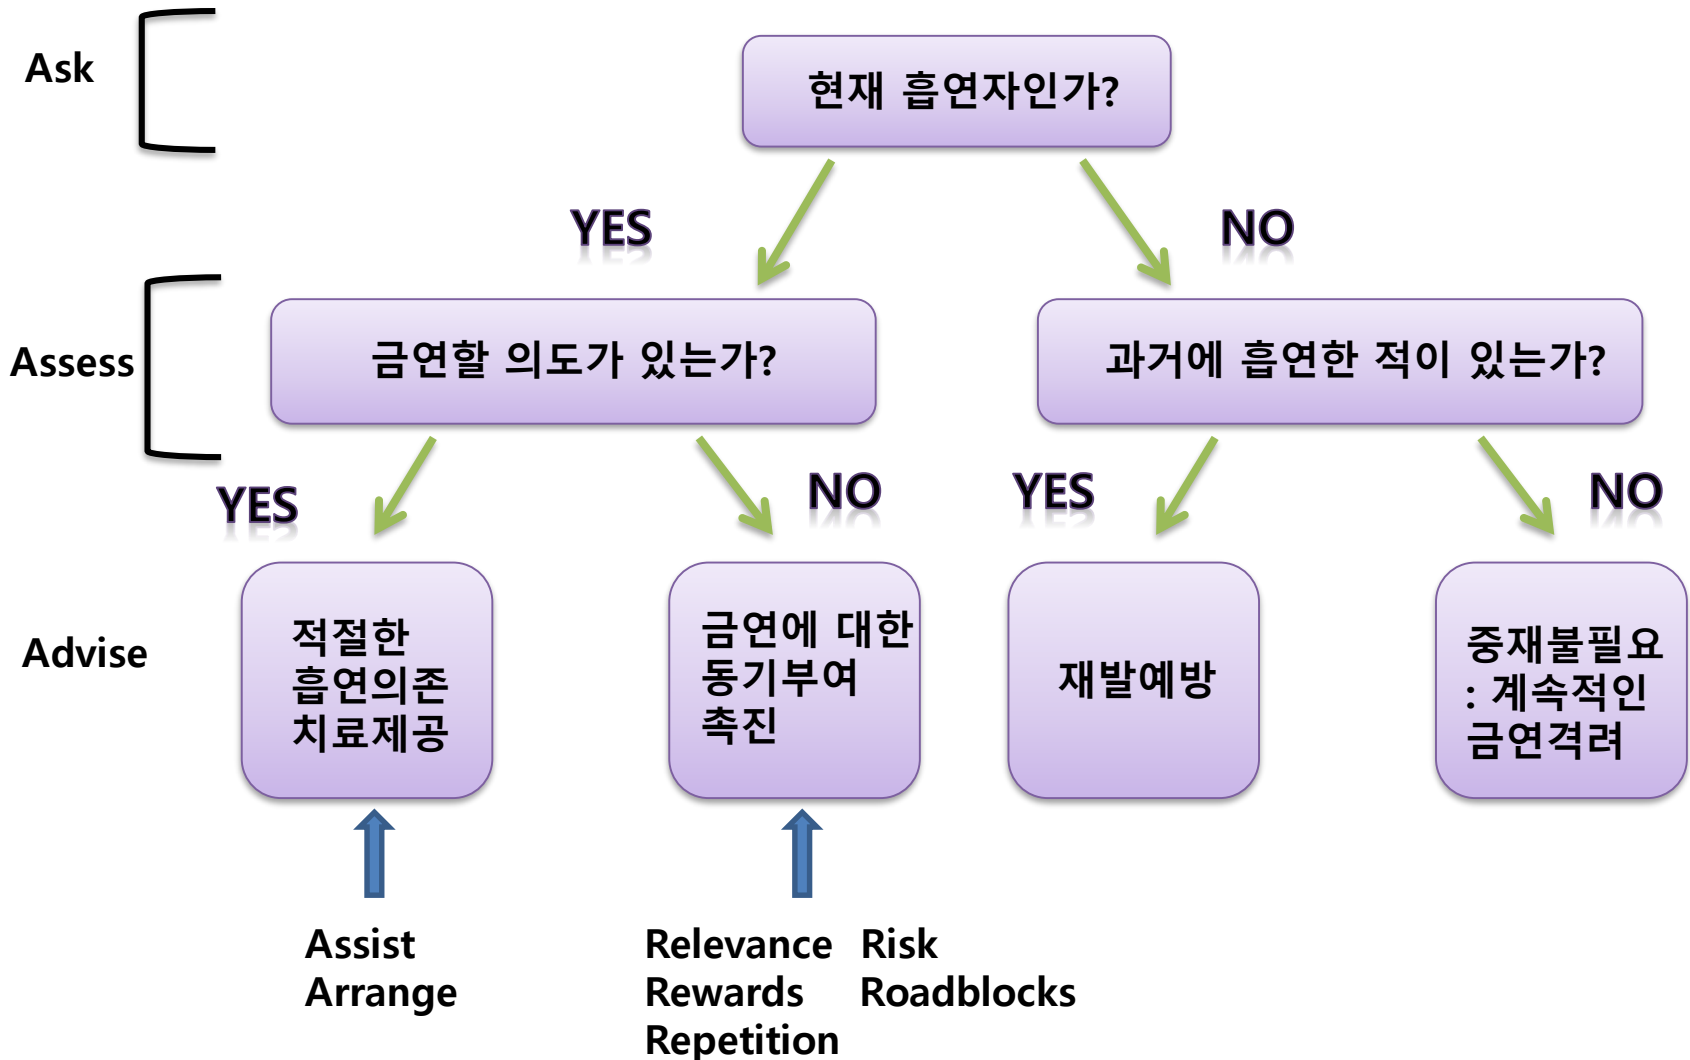 Ask
현재 흡연자인가?
YES
NO
Assess
금연할 의도가 있는가?
과거에 흡연한 적이 있는가?
YES
NO
YES
NO
Advise
적절한
흡연의존
치료제공
금연에 대한
동기부여
촉진
재발예방
중재불필요
: 계속적인
금연격려
Assist
Arrange
Relevance Risk
Rewards Roadblocks
Repetition